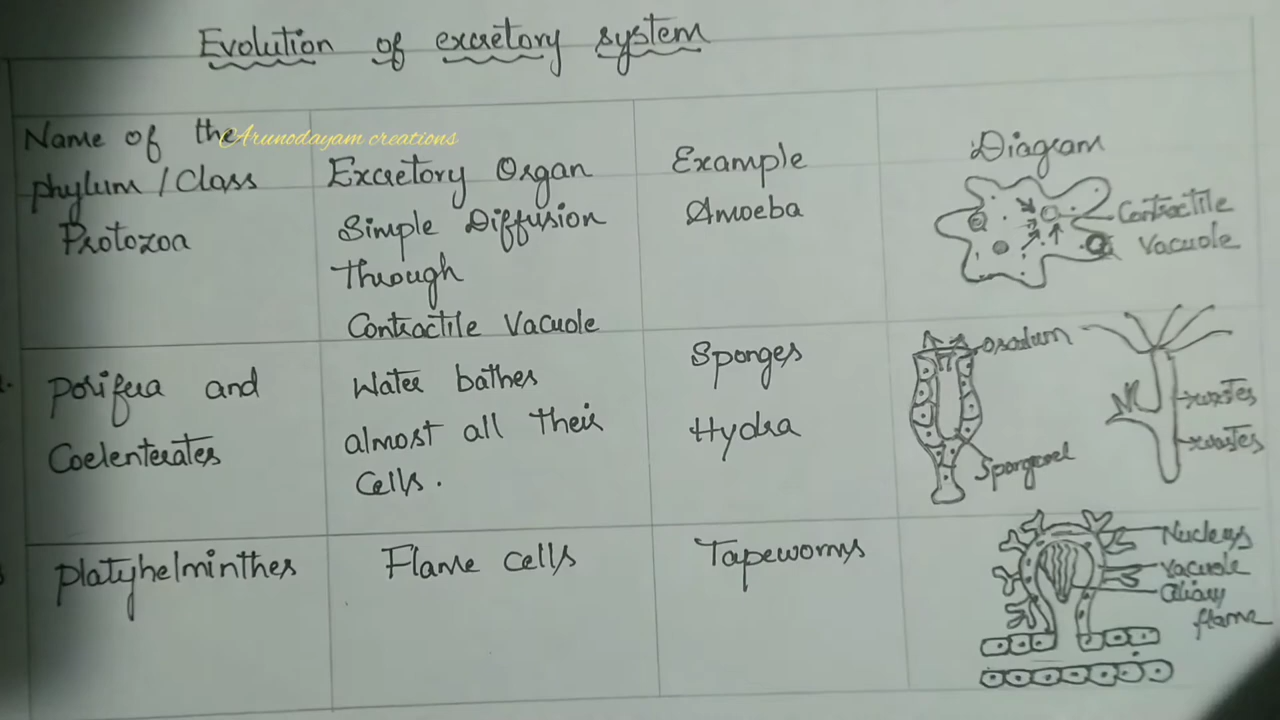 Evolution of excretory system
Name of the
Arunodayam creations
phylum / Class
Excretory Organ
Example
Diagram
Protozoa
Simple Diffusion
through
Contractile Vacuole
Amoeba
Contractile
Vacuole
Porifera and
Coelenterates
Water bathes
almost all their
cells.
Sponges
Hydra
wastes
wastes
Platyhelminthes
Flame cells
Tapeworms
Nucleus
Vacuole
Ciliary
flame